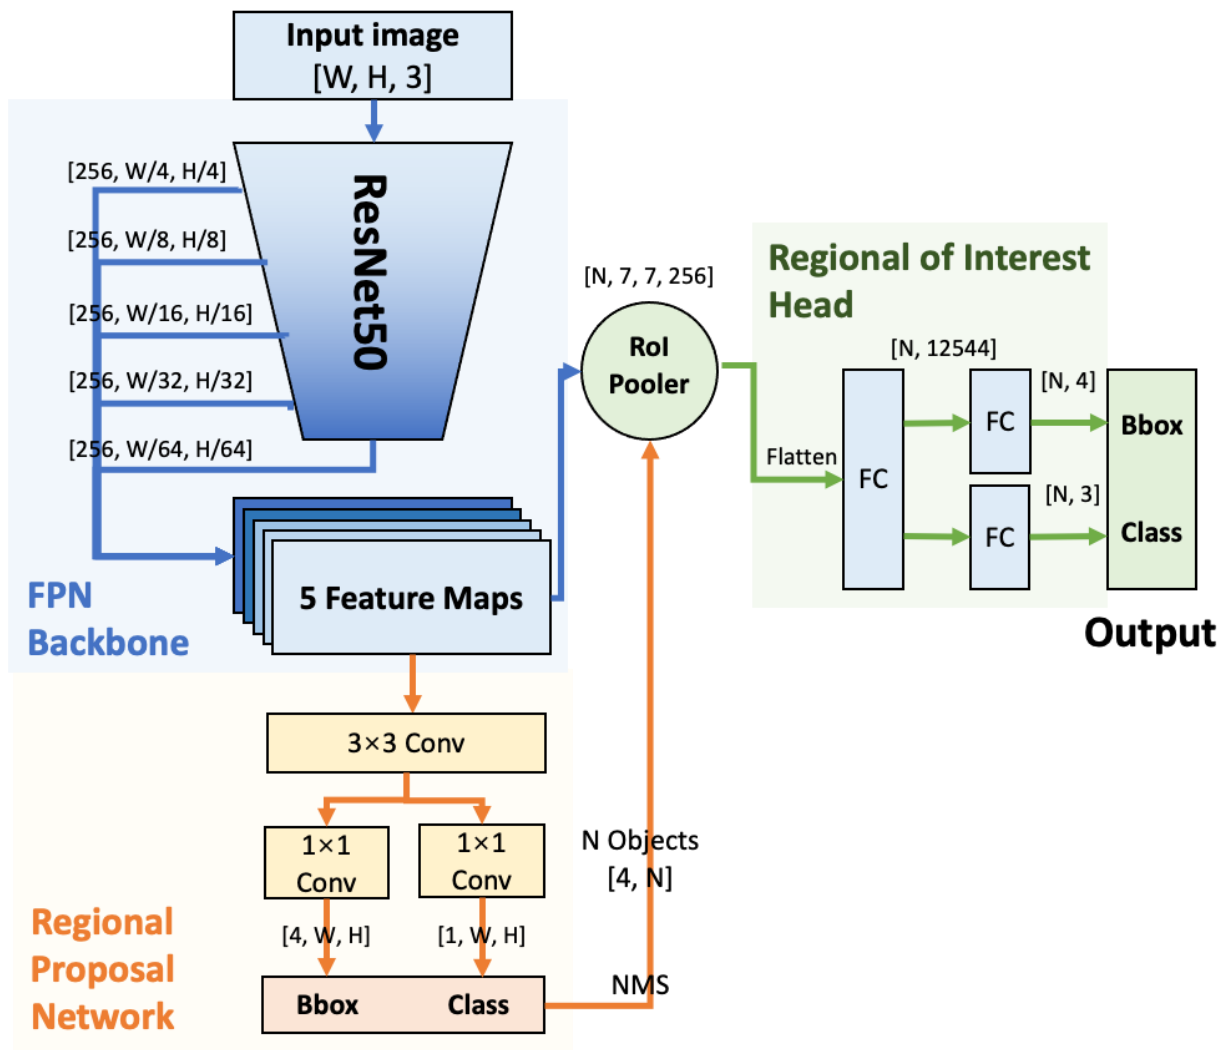 Input image
[W, H, 3]
[256, W/4, H/4]
[256, W/8, H/8]
[256, W/16, H/16]
[256, W/32, H/32]
[256, W/64, H/64]
ResNet50
5 Feature Maps
FPN
Backbone
3×3 Conv
1×1
Conv
1×1
Conv
[4, W, H]
[1, W, H]
Bbox
Class
Regional
Proposal
Network
NMS
N Objects
[4, N]
[N, 7, 7, 256]
RoI
Pooler
Regional of Interest
Head
Flatten
FC
[N, 12544]
FC
FC
[N, 4]
[N, 3]
Bbox
Class
Output